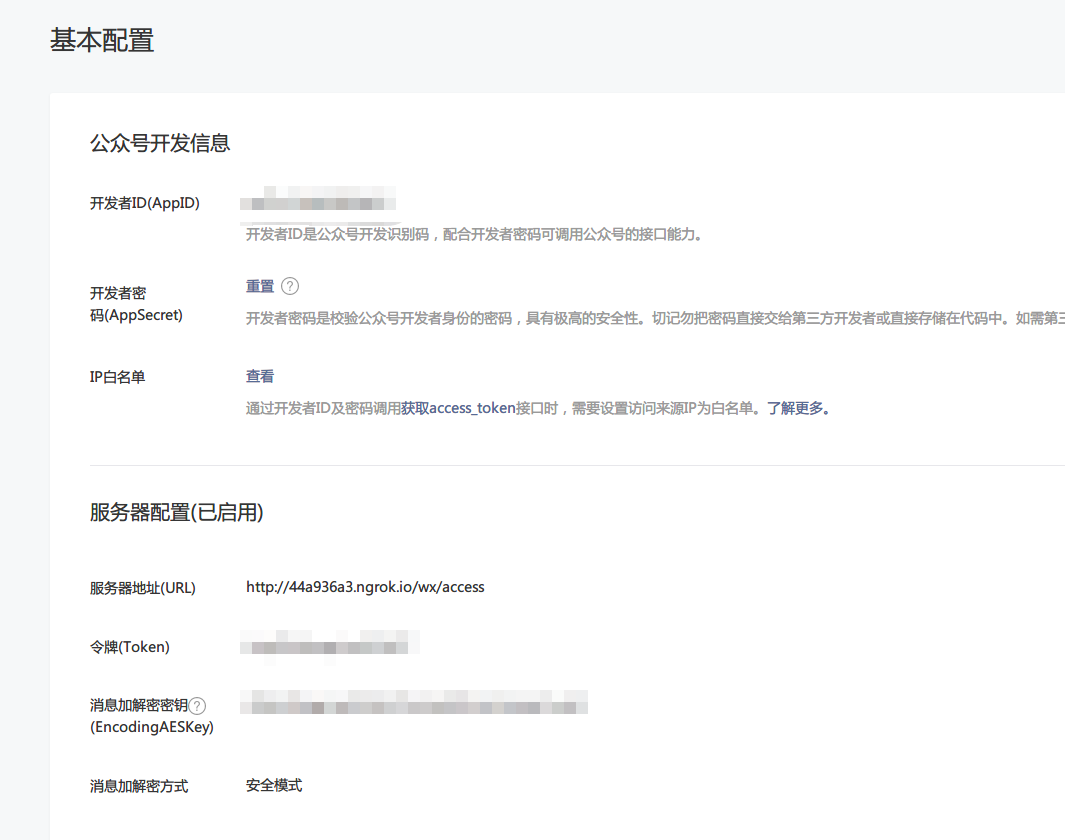 基本配置
公众号开发信息
开发者ID(AppID)
开发者ID是公众号开发识别码，配合开发者密码可调用公众号的接口能力。
开发者密
码(AppSecret)
重置 ?
开发者密码是校验公众号开发者身份的密码，具有极高的安全性。切记勿把密码直接交给第三方开发者或直接存储在代码中。如需第三
IP白名单
查看
通过开发者ID及密码调用获取access_token接口时，需要设置访问来源IP为白名单。了解更多。
服务器配置(已启用)
服务器地址(URL)
http://44a936a3.ngrok.io/wx/access
令牌(Token)
消息加解密密钥?
(EncodingAESKey)
消息加解密方式
安全模式